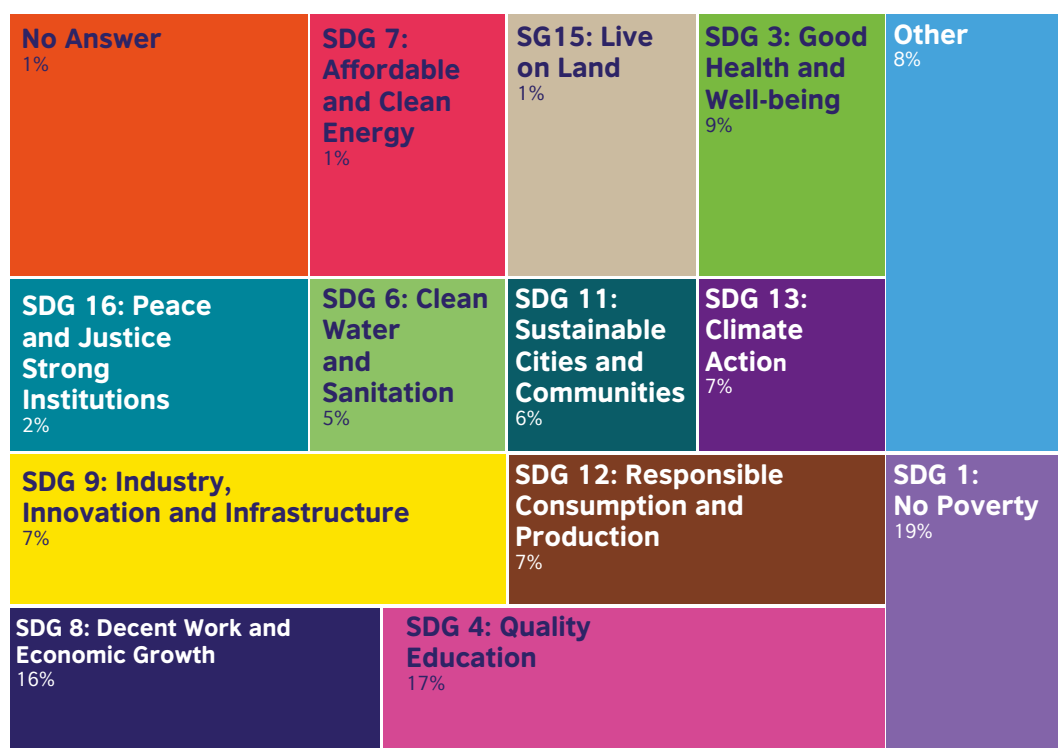 No Answer
1%
SDG 7:
Affordable
and Clean
Energy
1%
SG15: Live
on Land
1%
SDG 3: Good
Health and
Well-being
9%
Other
8%
SDG 16: Peace
and Justice
Strong
Institutions
2%
SDG 6: Clean
Water
and
Sanitation
5%
SDG 11:
Sustainable
Cities and
Communities
6%
SDG 13:
Climate
Action
7%
SDG 9: Industry,
Innovation and Infrastructure
7%
SDG 12: Responsible
Consumption and
Production
7%
SDG 1:
No Poverty
19%
SDG 8: Decent Work and
Economic Growth
16%
SDG 4: Quality
Education
17%